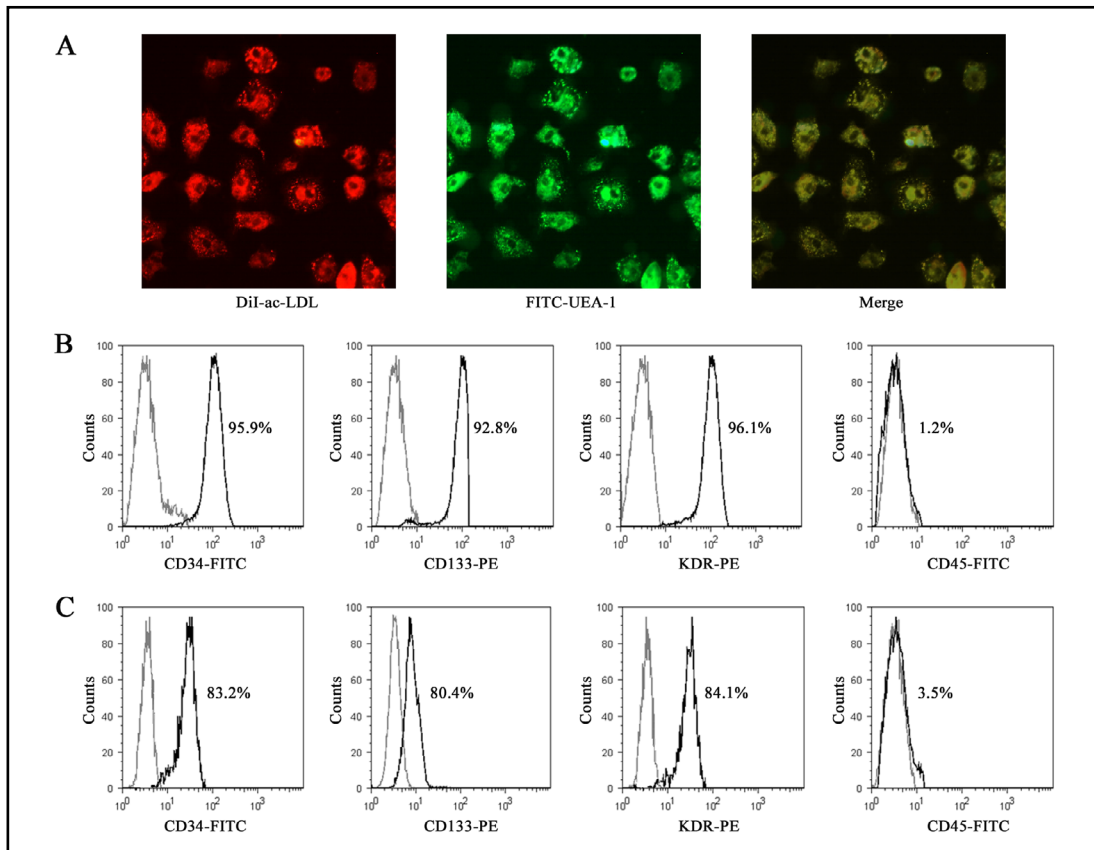 A
DiI-ac-LDL FITC-UEA-1 Merge
B
100 80 60 40 20 0 Counts 95.9% 10⁰ 10¹ 10² 10³ CD34-FITC
100 80 60 40 20 0 Counts 92.8% 10⁰ 10¹ 10² 10³ CD133-PE
100 80 60 40 20 0 Counts 96.1% 10⁰ 10¹ 10² 10³ KDR-PE
100 80 60 40 20 0 Counts 1.2% 10⁰ 10¹ 10² 10³ CD45-FITC
C
100 80 60 40 20 0 Counts 83.2% 10⁰ 10¹ 10² 10³ CD34-FITC
100 80 60 40 20 0 Counts 80.4% 10⁰ 10¹ 10² 10³ CD133-PE
100 80 60 40 20 0 Counts 84.1% 10⁰ 10¹ 10² 10³ KDR-PE
100 80 60 40 20 0 Counts 3.5% 10⁰ 10¹ 10² 10³ CD45-FITC